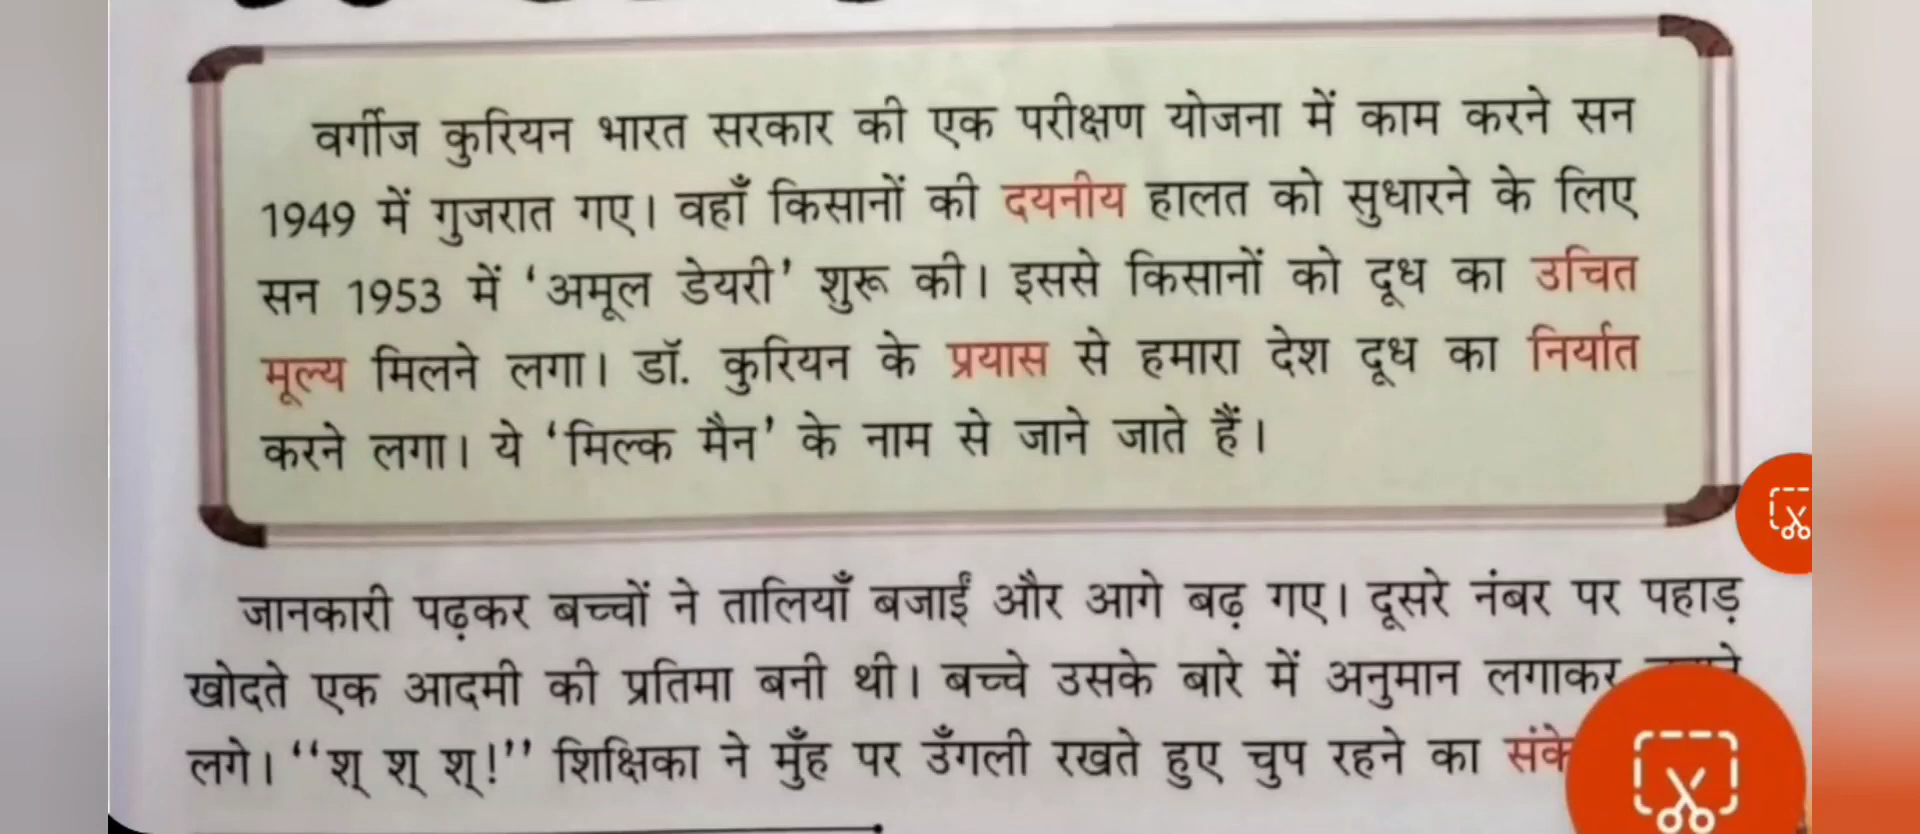 वर्गीज कुरियन भारत सरकार की एक परीक्षण योजना में काम करने सन
1949 में गुजरात गए। वहाँ किसानों की दयनीय हालत को सुधारने के लिए
सन 1953 में ‘अमूल डेयरी’ शुरू की। इससे किसानों को दूध का उचित
मूल्य मिलने लगा। डॉ. कुरियन के प्रयास से हमारा देश दूध का निर्यात
करने लगा। ये ‘मिल्क मैन’ के नाम से जाने जाते हैं।
जानकारी पढ़कर बच्चों ने तालियाँ बजाईं और आगे बढ़ गए। दूसरे नंबर पर पहाड़
खोदते एक आदमी की प्रतिमा बनी थी। बच्चे उसके बारे में अनुमान लगाकर
लगे। “श् श् श्!” शिक्षिका ने मुँह पर उँगली रखते हुए चुप रहने का